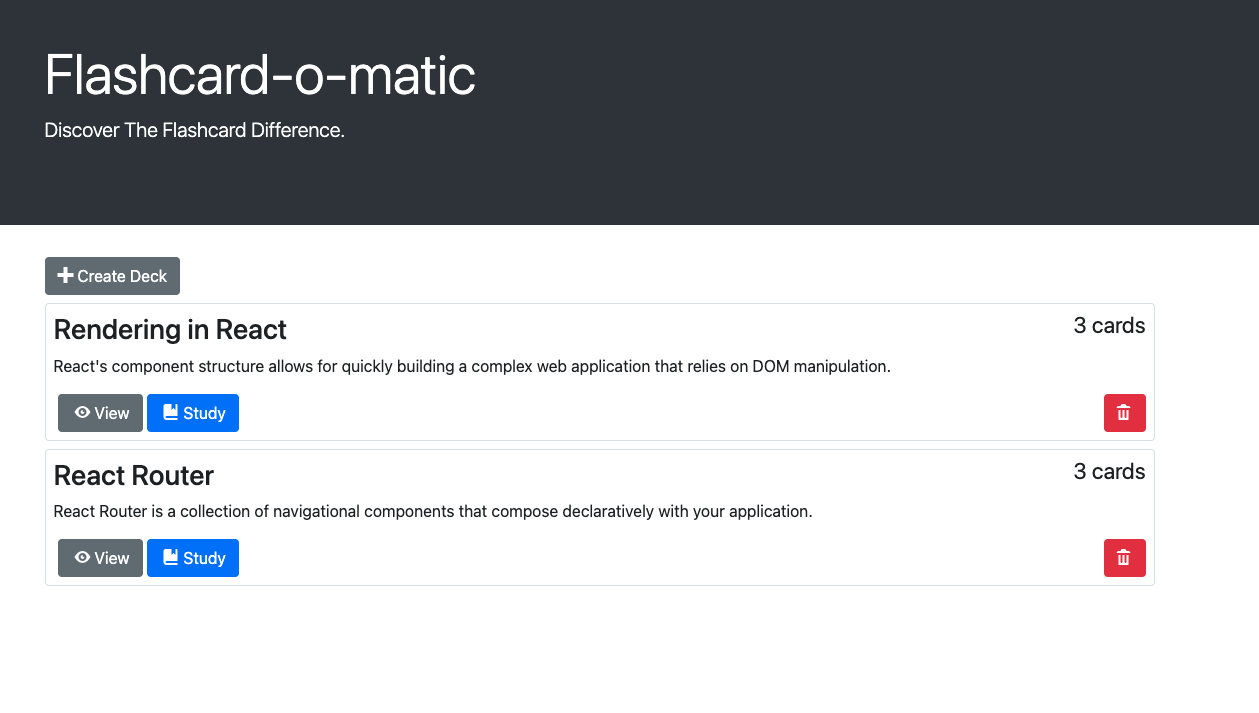 Flashcard-o-matic
Discover The Flashcard Difference.
Create Deck
Rendering in React
3 cards
React's component structure allows for quickly building a complex web application that relies on DOM manipulation.
View
Study
React Router
3 cards
React Router is a collection of navigational components that compose declaratively with your application.
View
Study